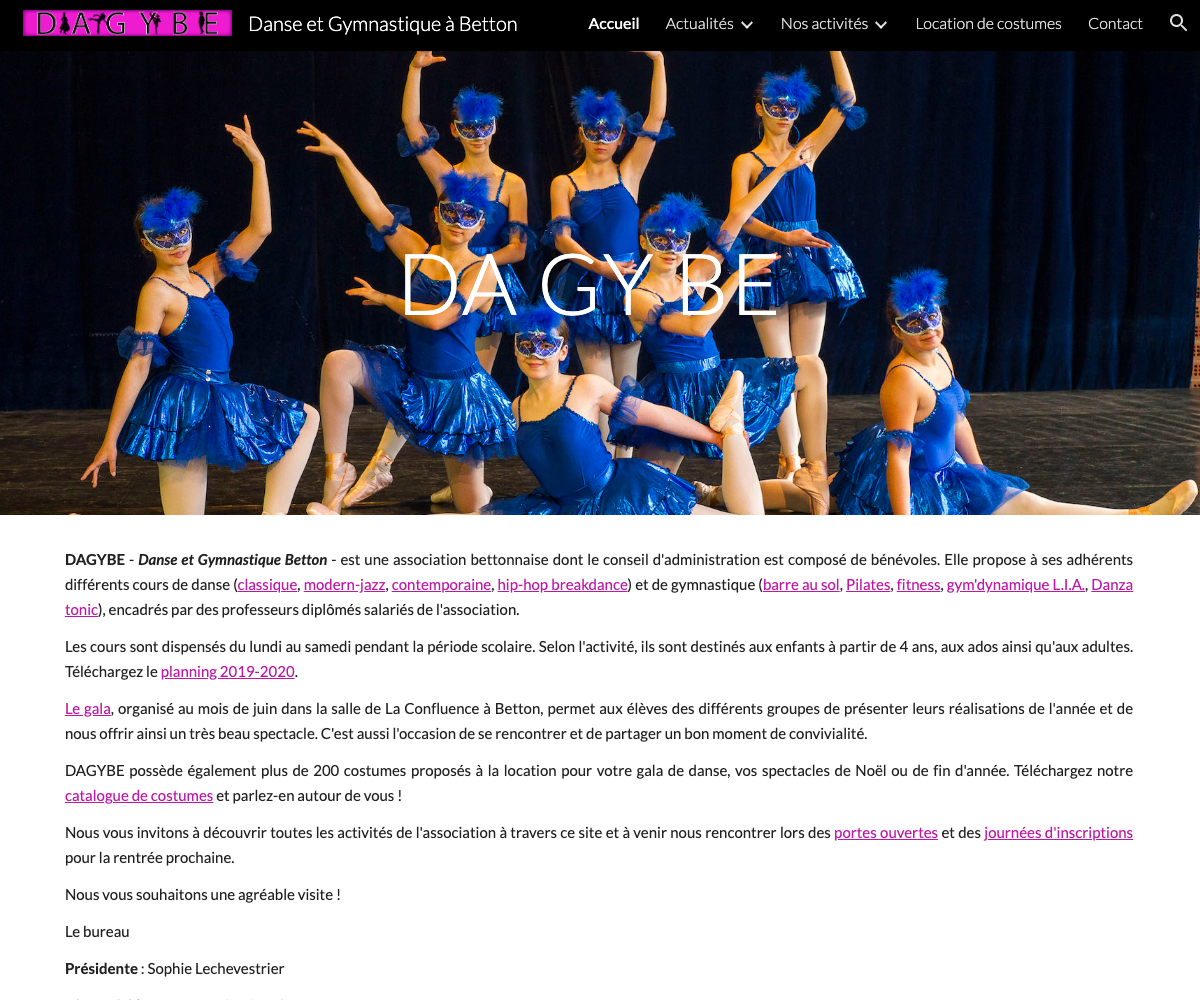 DAGYBE
Danse et Gymnastique à Betton
Accueil
Actualités
Nos activités
Location de costumes
Contact
DA GY BE
DAGYBE - Danse et Gymnastique Betton - est une association bettonnaise dont le conseil d'administration est composé de bénévoles. Elle propose à ses adhérents
différents cours de danse (classique, modern-jazz, contemporaine, hip-hop breakdance) et de gymnastique (barre au sol, Pilates, fitness, gym'dynamique L.I.A., Danza
tonic), encadrés par des professeurs diplômés salariés de l'association.
Les cours sont dispensés du lundi au samedi pendant la période scolaire. Selon l'activité, ils sont destinés aux enfants à partir de 4 ans, aux ados ainsi qu'aux adultes.
Téléchargez le planning 2019-2020.
Le gala, organisé au mois de juin dans la salle de La Confluence à Betton, permet aux élèves des différents groupes de présenter leurs réalisations de l'année et de
nous offrir ainsi un très beau spectacle. C'est aussi l'occasion de se rencontrer et de partager un bon moment de convivialité.
DAGYBE possède également plus de 200 costumes proposés à la location pour votre gala de danse, vos spectacles de Noël ou de fin d'année. Téléchargez notre
catalogue de costumes et parlez-en autour de vous !
Nous vous invitons à découvrir toutes les activités de l'association à travers ce site et à venir nous rencontrer lors des portes ouvertes et des journées d'inscriptions
pour la rentrée prochaine.
Nous vous souhaitons une agréable visite !
Le bureau
Présidente : Sophie Lechevestrier